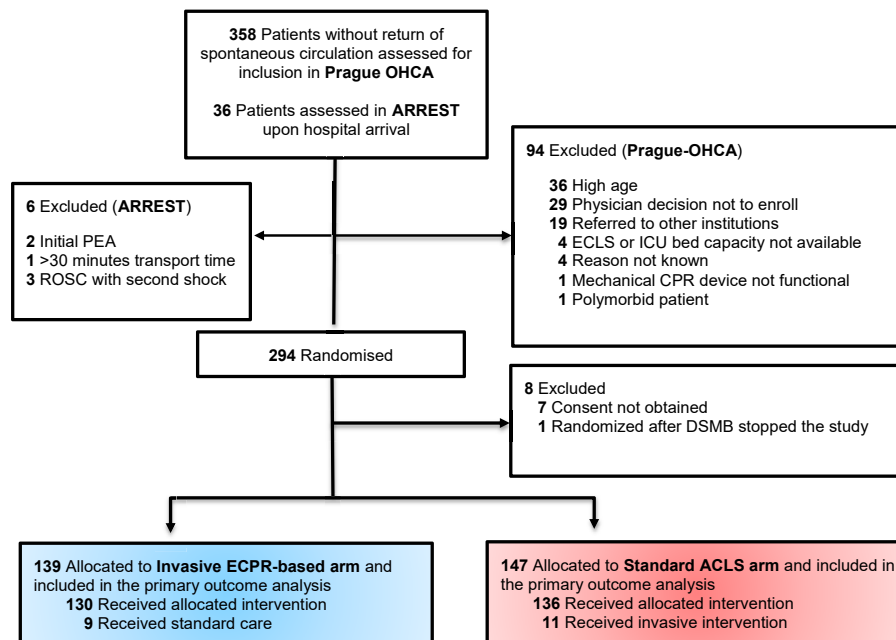 358 Patients without return of
spontaneous circulation assessed for
inclusion in Prague OHCA
36 Patients assessed in ARREST
upon hospital arrival
94 Excluded (Prague-OHCA)
36 High age
29 Physician decision not to enroll
19 Referred to other institutions
4 ECLS or ICU bed capacity not available
4 Reason not known
1 Mechanical CPR device not functional
1 Polymorbid patient
6 Excluded (ARREST)
2 Initial PEA
1 >30 minutes transport time
3 ROSC with second shock
294 Randomised
8 Excluded
7 Consent not obtained
1 Randomized after DSMB stopped the study
139 Allocated to Invasive ECPR-based arm and
included in the primary outcome analysis
130 Received allocated intervention
9 Received standard care
147 Allocated to Standard ACLS arm and included in
the primary outcome analysis
136 Received allocated intervention
11 Received invasive intervention